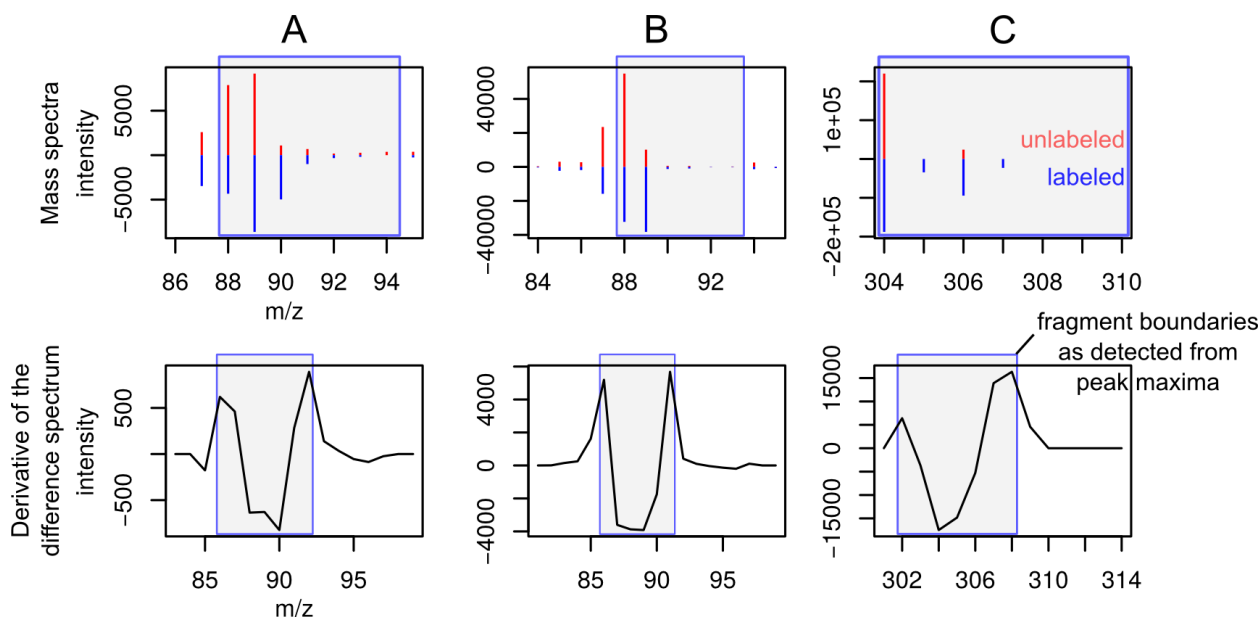 A
B
C
Mass spectra
intensity
5000
0
−5000
86
88
90
92
94
m/z
40000
0
−40000
84
88
92
1e+05
−2e+05
unlabeled
labeled
304
306
308
310
fragment boundaries
as detected from
peak maxima
Derivative of the
difference spectrum
intensity
500
−500
85
90
95
m/z
4000
0
−4000
85
90
95
15000
0
−15000
302
306
310
314